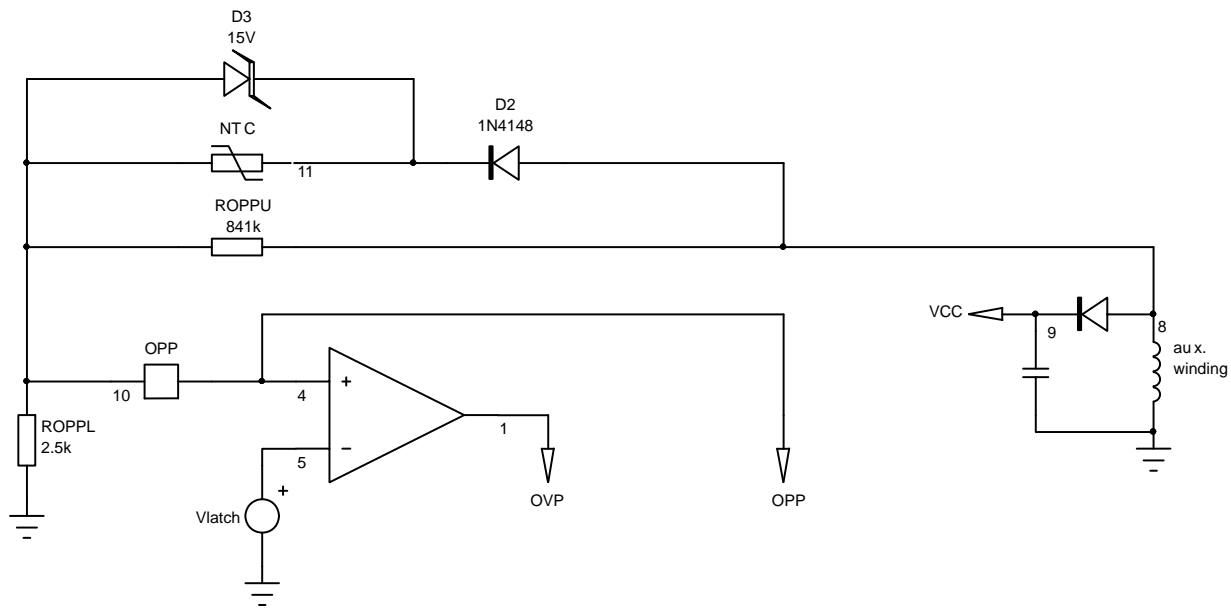 D3
15V
D2
1N4148
NTC
11
ROPPU
841k
VCC
9
8
aux.
winding
OPP
10
4
+
1
ROPPL
2.5k
5
−
+
Vlatch
OVP
OPP